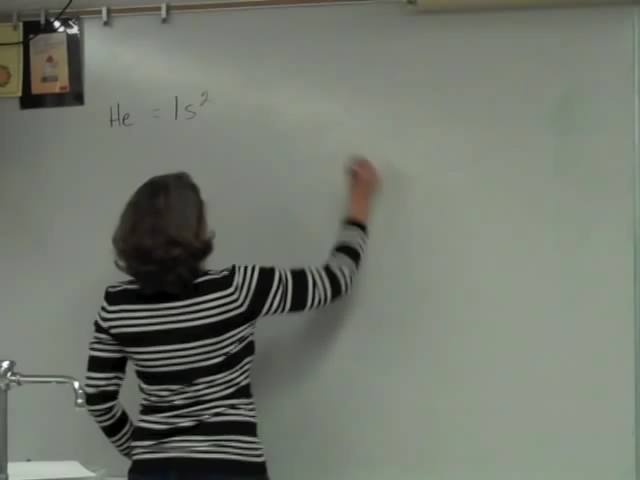 He = 1s²